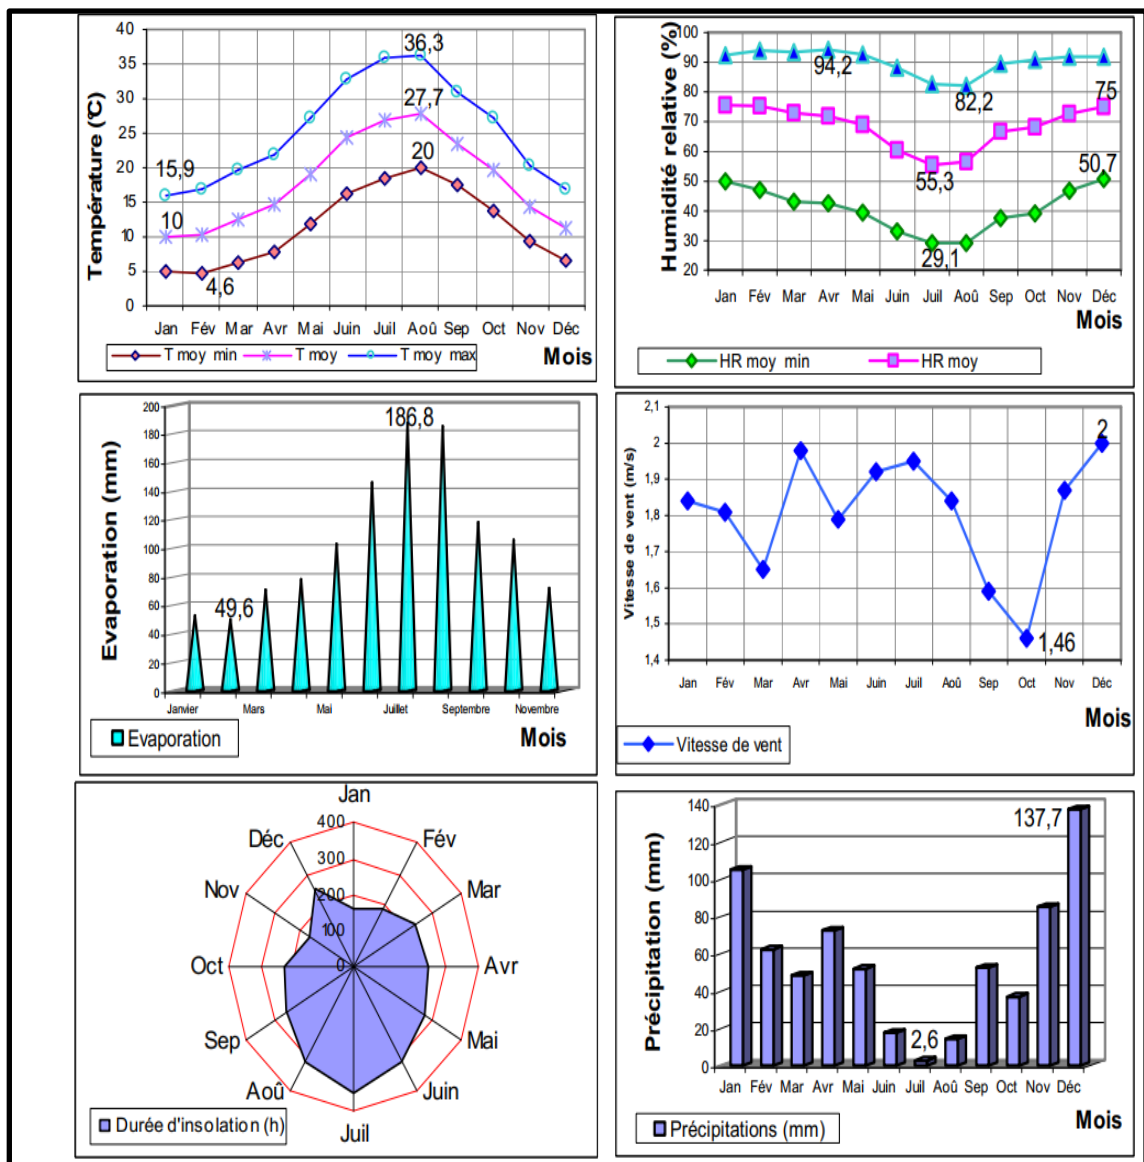 Température (°C)
40
35
30
25
20
15
10
5
0
36,3
27,7
20
15,9
10
4,6
Jan Fév Mar Avr Mai Juin Juil Aoû Sep Oct Nov Déc
Mois
T moy min T moy T moy max
Humidité relative (%)
100
90
80
70
60
50
40
30
20
94,2
82,2
75
55,3
50,7
29,1
Jan Fév Mar Avr Mai Juin Juil Aoû Sep Oct Nov Déc
Mois
HR moy min HR moy
Evaporation (mm)
200
180
160
140
120
100
80
60
40
20
0
186,8
49,6
Janvier Mars Mai Juillet Septembre Novembre
Evaporation
Mois
Vitesse de vent (m/s)
2,1
2
1,9
1,8
1,7
1,6
1,5
1,4
2
1,46
Jan Fév Mar Avr Mai Juin Juil Aoû Sep Oct Nov Déc
Mois
Vitesse de vent
Jan
Fév
Mar
Avr
Mai
Juin
Juil
Aoû
Sep
Oct
Nov
Déc
400
300
200
100
0
Durée d'insolation (h)
Précipitation (mm)
140
120
100
80
60
40
20
0
137,7
2,6
Jan Fév Mar Avr Mai Juin Juil Aoû Sep Oct Nov Déc
Mois
Précipitations (mm)